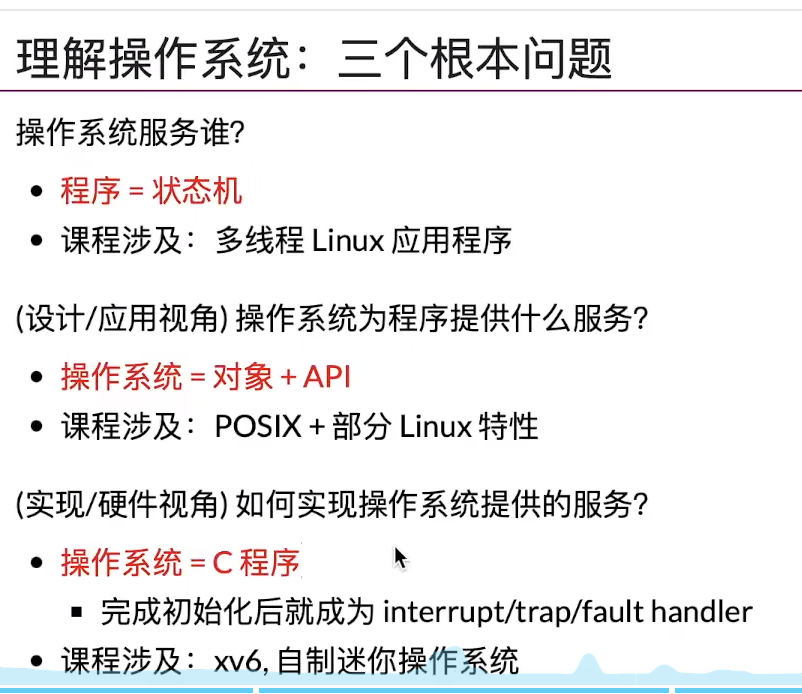 理解操作系统：三个根本问题
操作系统服务谁?
程序 = 状态机
课程涉及：多线程 Linux 应用程序
(设计/应用视角) 操作系统为程序提供什么服务?
操作系统 = 对象 + API
课程涉及：POSIX + 部分 Linux 特性
(实现/硬件视角) 如何实现操作系统提供的服务?
操作系统 = C 程序
完成初始化后就成为 interrupt/trap/fault handler
课程涉及：xv6, 自制迷你操作系统